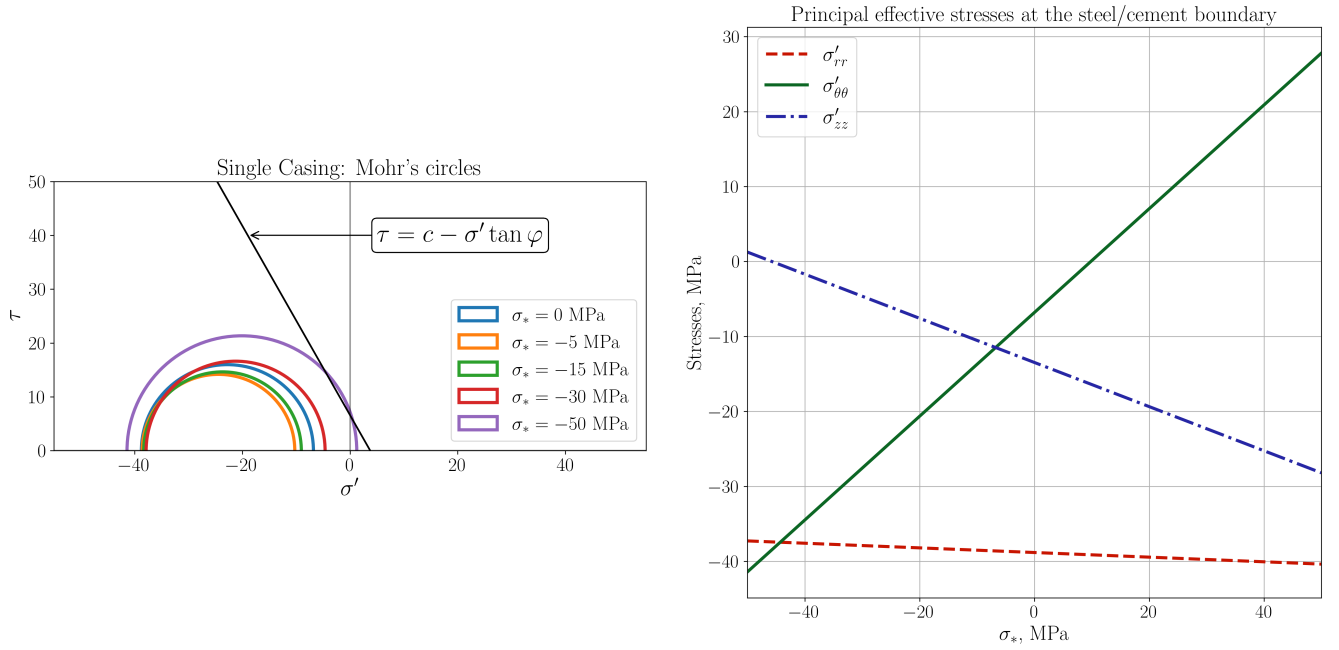 Single Casing: Mohr's circles
50
40
30
20
10
0
τ
−40
−20
0
20
40
σ′
τ = c − σ′ tan φ
σ* = 0 MPa
σ* = −5 MPa
σ* = −15 MPa
σ* = −30 MPa
σ* = −50 MPa
Principal effective stresses at the steel/cement boundary
30
20
10
0
−10
−20
−30
−40
Stresses, MPa
σ′rr
σ′θθ
σ′zz
−40
−20
0
20
40
σ*, MPa